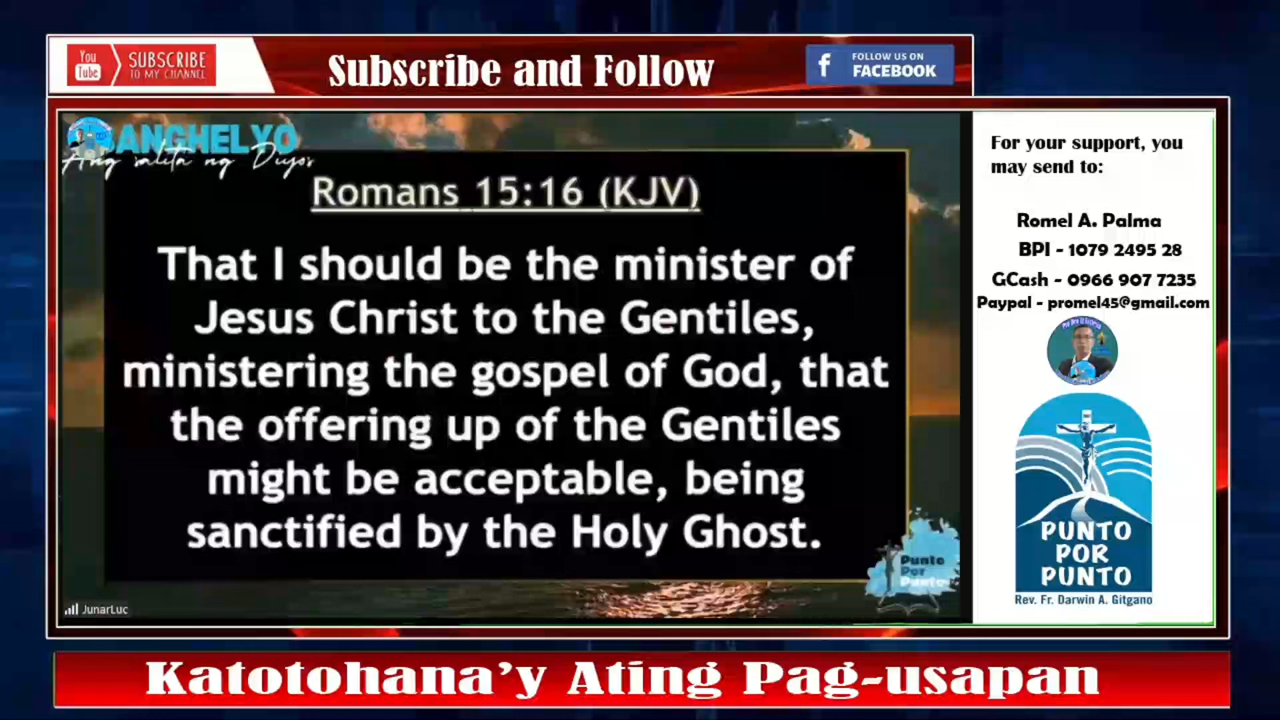 You
Tube
SUBSCRIBE
TO MY CHANNEL
Subscribe and Follow
f
FOLLOW US ON
FACEBOOK
ANGHELYO
Ang salita ng Diyos
Romans 15:16 (KJV)
That I should be the minister of
Jesus Christ to the Gentiles,
ministering the gospel of God, that
the offering up of the Gentiles
might be acceptable, being
sanctified by the Holy Ghost.
Punto
Por
Punto
JunarLuc
For your support, you
may send to:
Romel A. Palma
BPI - 1079 2495 28
GCash - 0966 907 7235
Paypal - promel45@gmail.com
PUNTO
POR
PUNTO
Rev. Fr. Darwin A. Gitgano
Katotohana'y Ating Pag-usapan